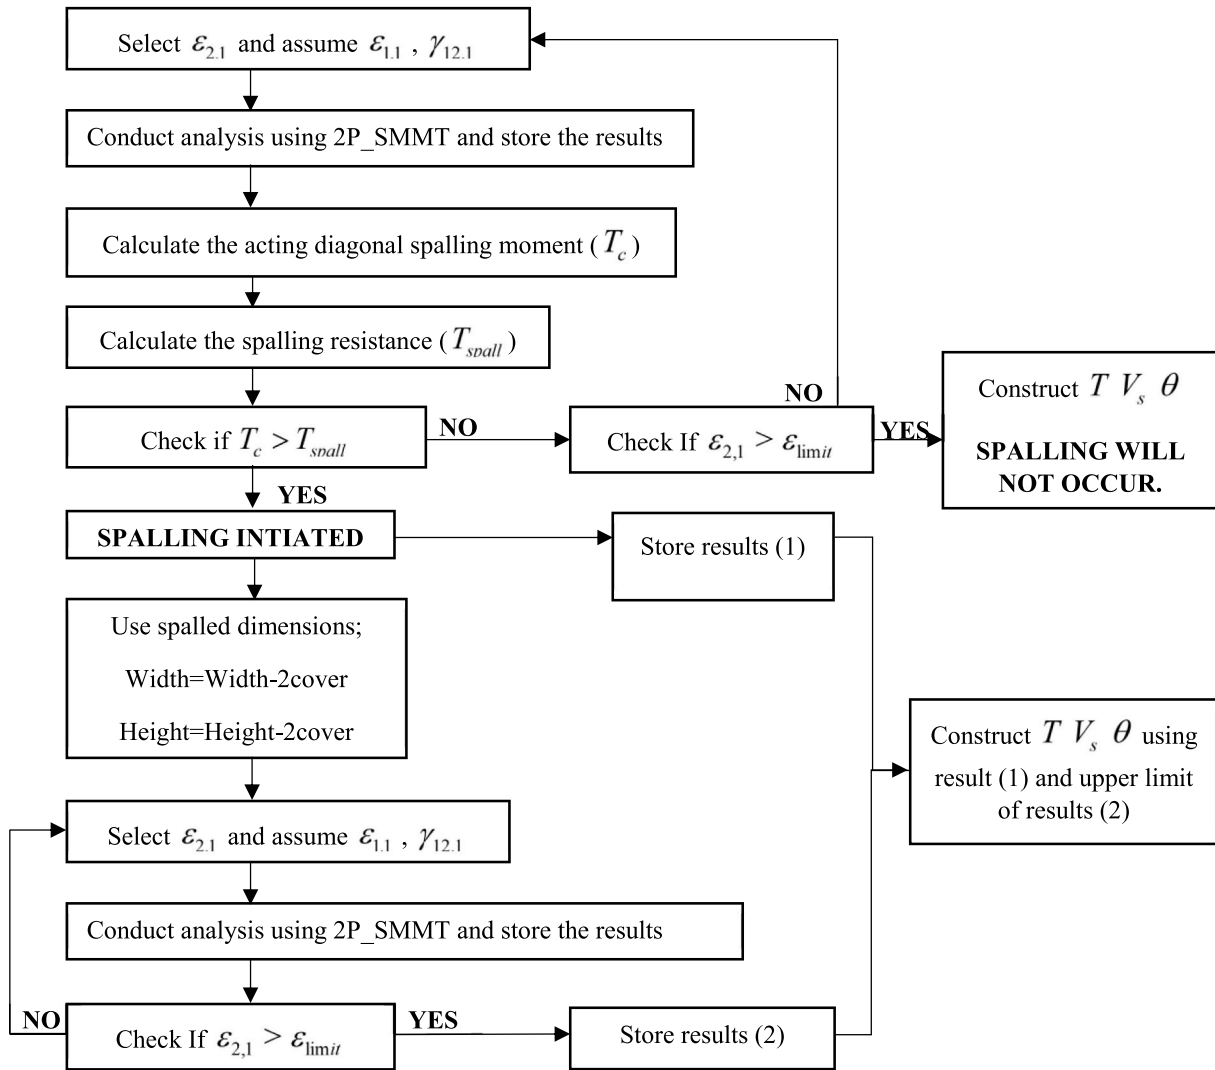 Select ε2.1 and assume ε1.1 , γ12.1
Conduct analysis using 2P_SMMT and store the results
Calculate the acting diagonal spalling moment ( Tc )
Calculate the spalling resistance ( Tspall )
NO
Check if Tc > Tspall
NO
Check If ε2,1 > εlimit
YES
Construct T Vs θ
SPALLING WILL
NOT OCCUR.
YES
SPALLING INTIATED
Store results (1)
Use spalled dimensions;
Width=Width-2cover
Height=Height-2cover
Construct T Vs θ using
result (1) and upper limit
of results (2)
Select ε2.1 and assume ε1.1 , γ12.1
Conduct analysis using 2P_SMMT and store the results
NO
Check If ε2,1 > εlimit
YES
Store results (2)